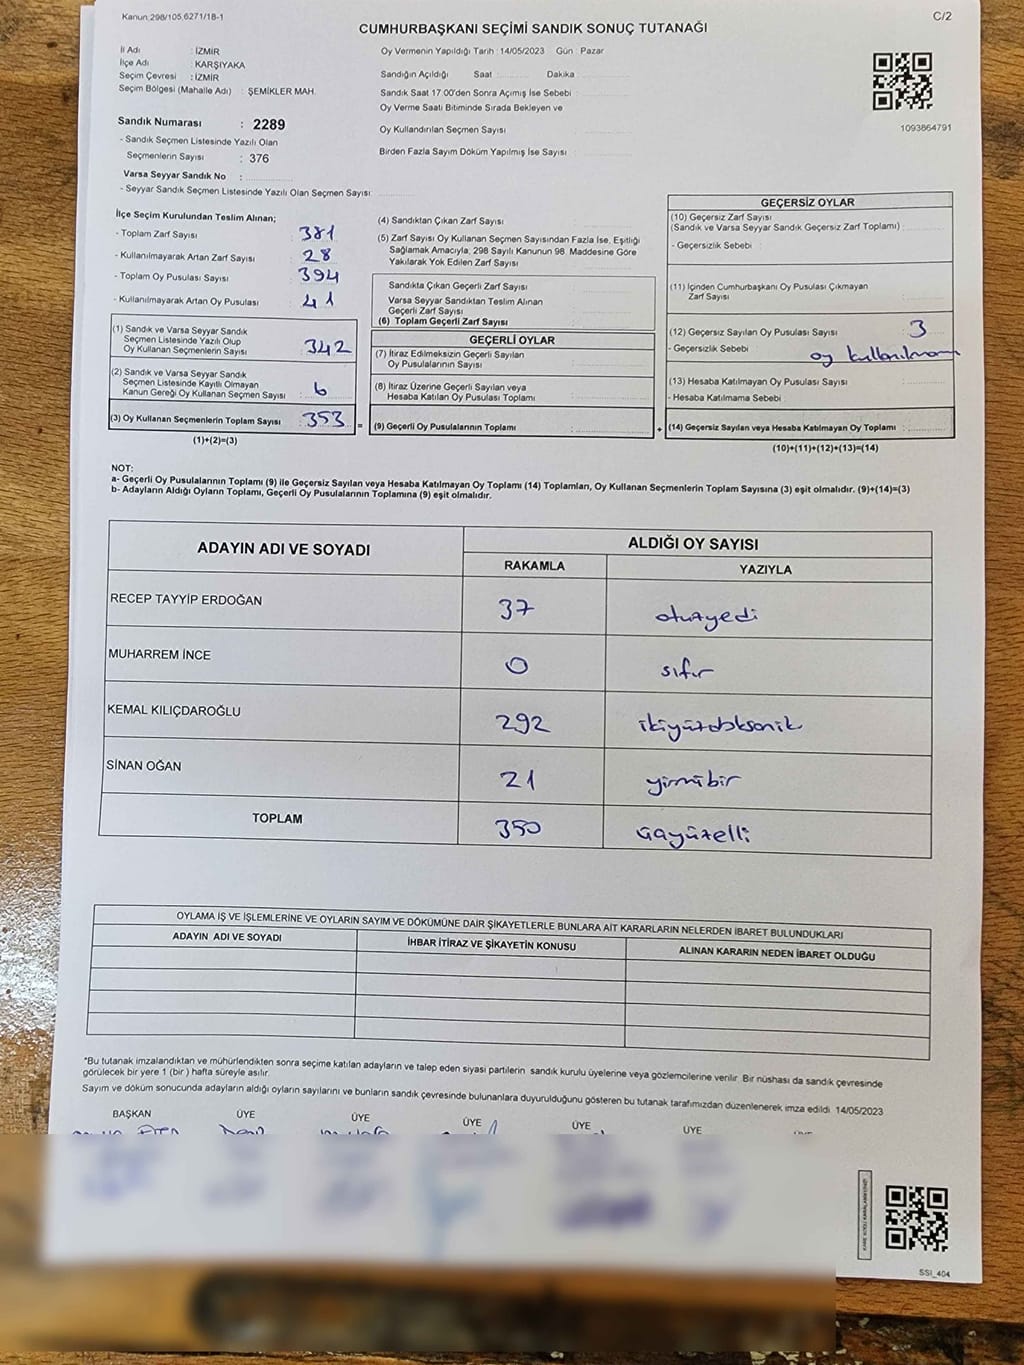 Kanun:298/105,6271/18-1
C/2
CUMHURBAŞKANI SEÇİMİ SANDIK SONUÇ TUTANAĞI
İl Adı : İZMİR
İlçe Adı : KARŞIYAKA
Seçim Çevresi : İZMİR
Seçim Bölgesi (Mahalle Adı) : ŞEMİKLER MAH.
Sandık Numarası : 2289
- Sandık Seçmen Listesinde Yazılı Olan
Seçmenlerin Sayısı : 376
Varsa Seyyar Sandık No :
- Seyyar Sandık Seçmen Listesinde Yazılı Olan Seçmen Sayısı:
Oy Vermenin Yapıldığı Tarih : 14/05/2023 Gün : Pazar
Sandığın Açıldığı Saat Dakika
Sandık Saat 17:00'den Sonra Açımış İse Sebebi :
Oy Verme Saati Bitiminde Sırada Bekleyen ve
Oy Kullandırılan Seçmen Sayısı
Birden Fazla Sayım Döküm Yapılmış İse Sayısı :
1093864791
İlçe Seçim Kurulundan Teslim Alınan;
- Toplam Zarf Sayısı : 381
- Kullanılmayarak Artan Zarf Sayısı : 28
- Toplam Oy Pusulası Sayısı : 394
- Kullanılmayarak Artan Oy Pusulası : 41
(1) Sandık ve Varsa Seyyar Sandık
Seçmen Listesinde Yazılı Olup
Oy Kullanan Seçmenlerin Sayısı : 342
(2) Sandık ve Varsa Seyyar Sandık
Seçmen Listesinde Kayıtlı Olmayan
Kanun Gereği Oy Kullanan Seçmen Sayısı : 6
(3) Oy Kullanan Seçmenlerin Toplam Sayısı : 353
(1)+(2)=(3)
(4) Sandıktan Çıkan Zarf Sayısı
(5) Zarf Sayısı Oy Kullanan Seçmen Sayısından Fazla İse, Eşitliği
Sağlamak Amacıyla, 298 Sayılı Kanunun 98. Maddesine Göre
Yakılarak Yok Edilen Zarf Sayısı
Sandıkta Çıkan Geçerli Zarf Sayısı
Varsa Seyyar Sandıktan Teslim Alınan
Geçerli Zarf Sayısı
(6) Toplam Geçerli Zarf Sayısı
GEÇERLİ OYLAR
(7) İtiraz Edilmeksizin Geçerli Sayılan
Oy Pusulalarının Sayısı
(8) İtiraz Üzerine Geçerli Sayılan veya
Hesaba Katılan Oy Pusulası Toplamı
= (9) Geçerli Oy Pusulalarının Toplamı
GEÇERSİZ OYLAR
(10) Geçersiz Zarf Sayısı
(Sandık ve Varsa Seyyar Sandık Geçersiz Zarf Toplamı)
- Geçersizlik Sebebi :
(11) İçinden Cumhurbaşkanı Oy Pusulası Çıkmayan
Zarf Sayısı
(12) Geçersiz Sayılan Oy Pusulası Sayısı : 3
- Geçersizlik Sebebi oy kullanılmamı
(13) Hesaba Katılmayan Oy Pusulası Sayısı
- Hesaba Katılmama Sebebi
+ (14) Geçersiz Sayılan veya Hesaba Katılmayan Oy Toplamı :
(10)+(11)+(12)+(13)=(14)
NOT:
a- Geçerli Oy Pusulalarının Toplamı (9) ile Geçersiz Sayılan veya Hesaba Katılmayan Oy Toplamı (14) Toplamları, Oy Kullanan Seçmenlerin Toplam Sayısına (3) eşit olmalıdır. (9)+(14)=(3)
b- Adayların Aldığı Oyların Toplamı, Geçerli Oy Pusulalarının Toplamına (9) eşit olmalıdır.
ADAYIN ADI VE SOYADI ALDIĞI OY SAYISI
RAKAMLA YAZIYLA
RECEP TAYYİP ERDOĞAN 37 otuzyedi
MUHARREM İNCE 0 sıfır
KEMAL KILIÇDAROĞLU 292 ikiyüzdoksaniki
SİNAN OĞAN 21 yirmibir
TOPLAM 350 üçyüzelli
OYLAMA İŞ VE İŞLEMLERİNE VE OYLARIN SAYIM VE DÖKÜMÜNE DAİR ŞİKAYETLERLE BUNLARA AİT KARARLARIN NELERDEN İBARET BULUNDUKLARI
ADAYIN ADI VE SOYADI İHBAR İTİRAZ VE ŞİKAYETİN KONUSU ALINAN KARARIN NEDEN İBARET OLDUĞU
*Bu tutanak imzalandıktan ve mühürlendikten sonra seçime katılan adayların ve talep eden siyasi partilerin sandık kurulu üyelerine veya gözlemcilerine verilir. Bir nüshası da sandık çevresinde
görülecek bir yere 1 (bir) hafta süreyle asılır.
Sayım ve döküm sonucunda adayların aldığı oyların sayılarını ve bunların sandık çevresinde bulunanlara duyurulduğunu gösteren bu tutanak tarafımızdan düzenlenerek imza edildi. 14/05/2023
BAŞKAN ÜYE ÜYE ÜYE ÜYE ÜYE
SSI_404